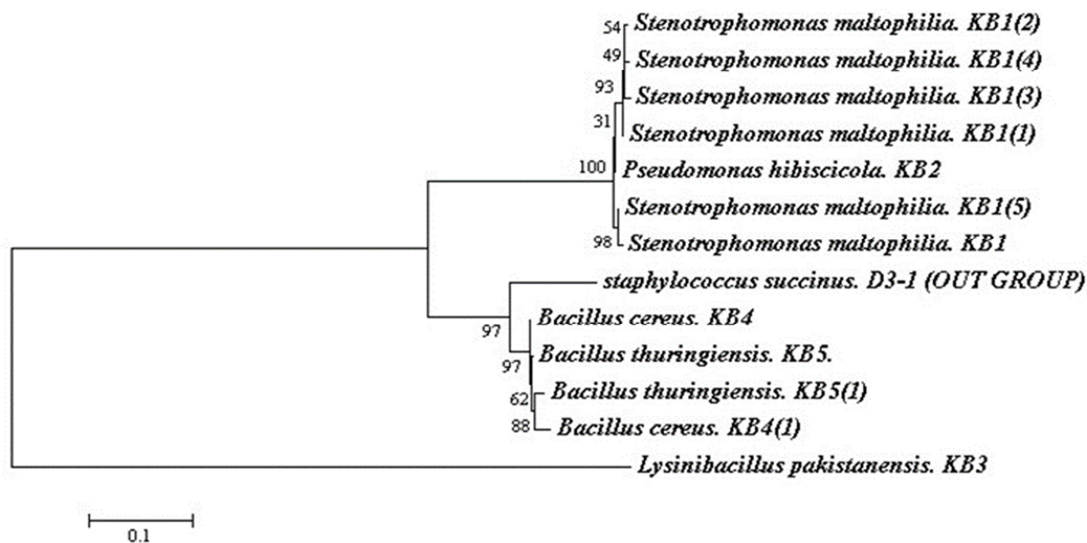 54 Stenotrophomonas maltophilia. KB1(2)
49 Stenotrophomonas maltophilia. KB1(4)
93 Stenotrophomonas maltophilia. KB1(3)
31 Stenotrophomonas maltophilia. KB1(1)
100 Pseudomonas hibiscicola. KB2
Stenotrophomonas maltophilia. KB1(5)
98 Stenotrophomonas maltophilia. KB1
staphylococcus succinus. D3-1 (OUT GROUP)
97 Bacillus cereus. KB4
97 Bacillus thuringiensis. KB5.
62 Bacillus thuringiensis. KB5(1)
88 Bacillus cereus. KB4(1)
Lysinibacillus pakistanensis. KB3
0.1